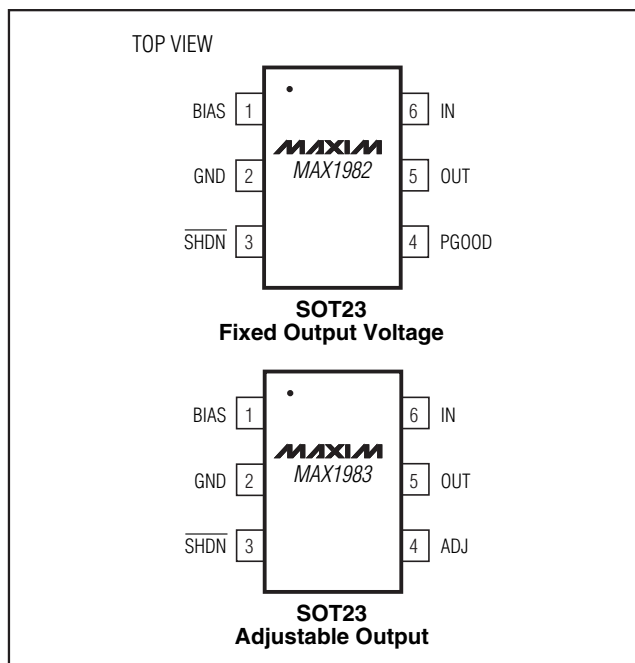 TOP VIEW
BIAS 1
6 IN
MAXIM
MAX1982
GND 2
5 OUT
SHDN 3
4 PGOOD
SOT23
Fixed Output Voltage
BIAS 1
6 IN
MAXIM
MAX1983
GND 2
5 OUT
SHDN 3
4 ADJ
SOT23
Adjustable Output